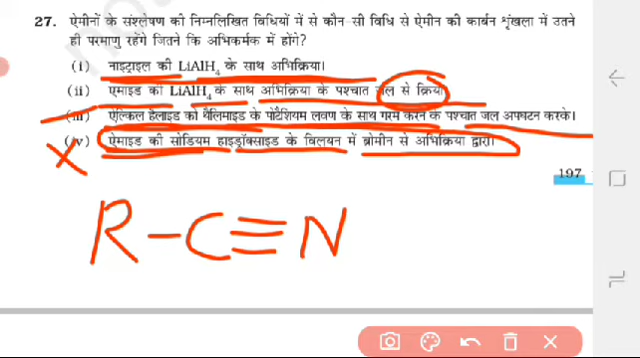 27. ऐमीनों के संश्लेषण की निम्नलिखित विधियों में से कौन-सी विधि से ऐमीन की कार्बन शृंखला में उतने
ही परमाणु रहेंगे जितने कि अभिकर्मक में होंगे?
(i) नाइट्राइल की LiAlH4 के साथ अभिक्रिया।
(ii) एमाइड की LiAlH4 के साथ अभिक्रिया के पश्चात जल से क्रिया
(iii) एल्किल हैलाइड को थैलिमाइड के पोटैशियम लवण के साथ गरम करने के पश्चात जल अपघटन करके।
(iv) ऐमाइड की सोडियम हाइड्रॉक्साइड के विलयन में ब्रोमीन से अभिक्रिया द्वारा।
197
R-C≡N